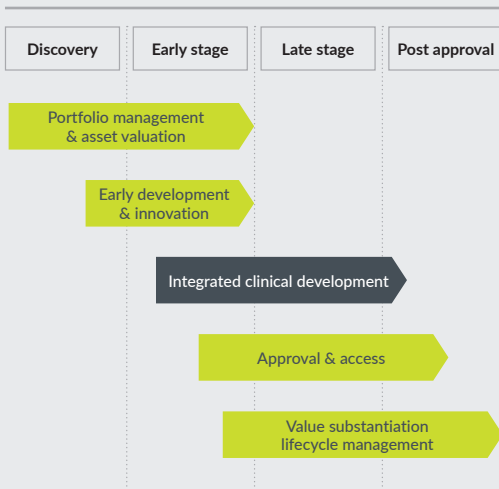 Discovery
Early stage
Late stage
Post approval
Portfolio management
& asset valuation
Early development
& innovation
Integrated clinical development
Approval & access
Value substantiation
lifecycle management